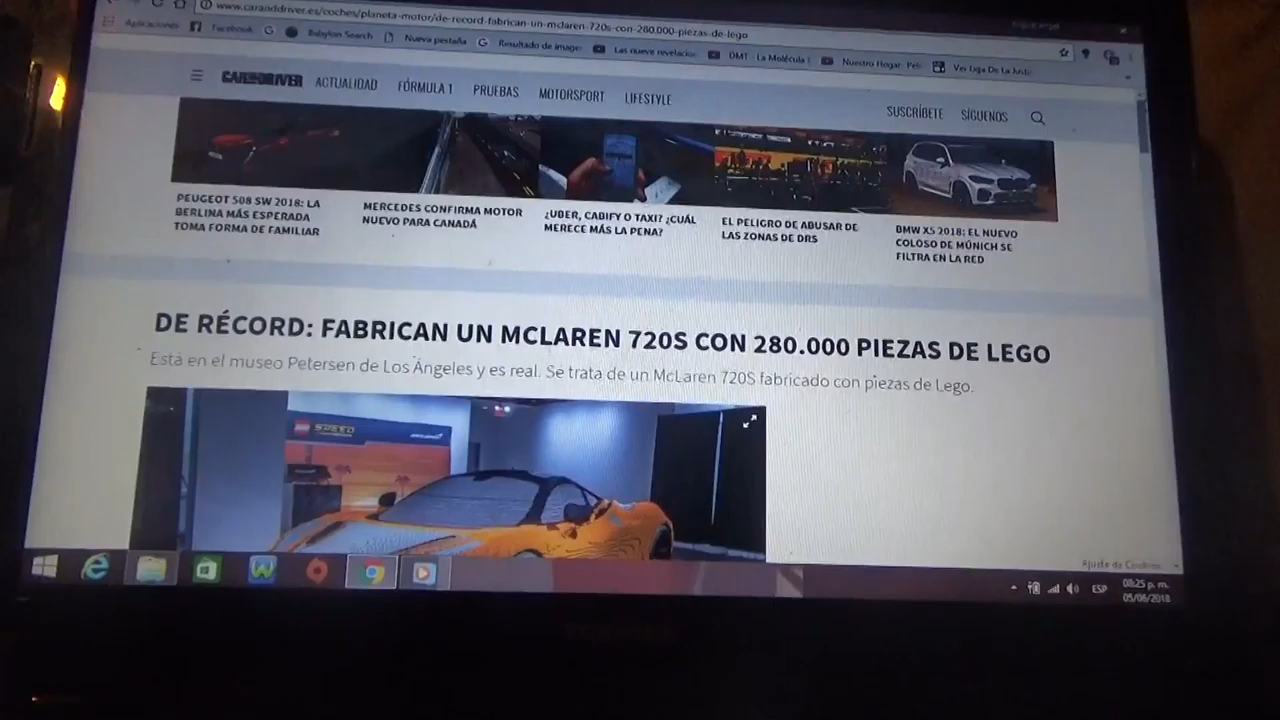 www.caranddriver.es/coches/planeta-motor/de-record-fabrican-un-mclaren-720s-con-280.000-piezas-de-lego
Aplicaciones Facebook Babylon Search Nueva pestaña Resultado de image Las nueve revelacion DMT - La Molécula Nuestro Hogar Ver Liga De La Justi
CAR AND DRIVER ACTUALIDAD FÓRMULA 1 PRUEBAS MOTORSPORT LIFESTYLE SUSCRÍBETE SÍGUENOS
PEUGEOT 508 SW 2018: LA
BERLINA MÁS ESPERADA
TOMA FORMA DE FAMILIAR
MERCEDES CONFIRMA MOTOR
NUEVO PARA CANADÁ
¿UBER, CABIFY O TAXI? ¿CUÁL
MERECE MÁS LA PENA?
EL PELIGRO DE ABUSAR DE
LAS ZONAS DE DRS
BMW X5 2018: EL NUEVO
COLOSO DE MÚNICH SE
FILTRA EN LA RED
DE RÉCORD: FABRICAN UN MCLAREN 720S CON 280.000 PIEZAS DE LEGO
Está en el museo Petersen de Los Ángeles y es real. Se trata de un McLaren 720S fabricado con piezas de Lego.
SPEED
Ajuste de Cookies
ESP
08:25 p. m.
05/06/2018